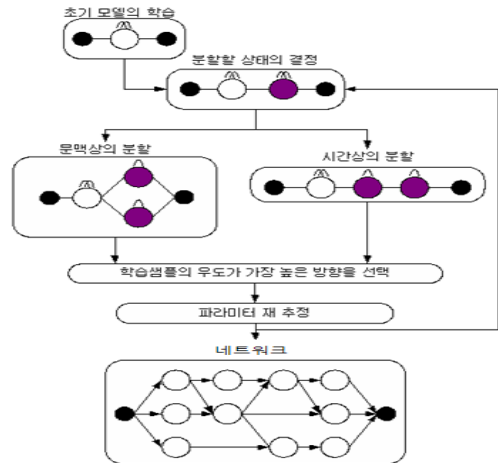 초기 모델의 학습
분할할 상태의 결정
문맥상의 분할
시간상의 분할
학습샘플의 우도가 가장 높은 방향을 선택
파라미터 재 추정
네트워크